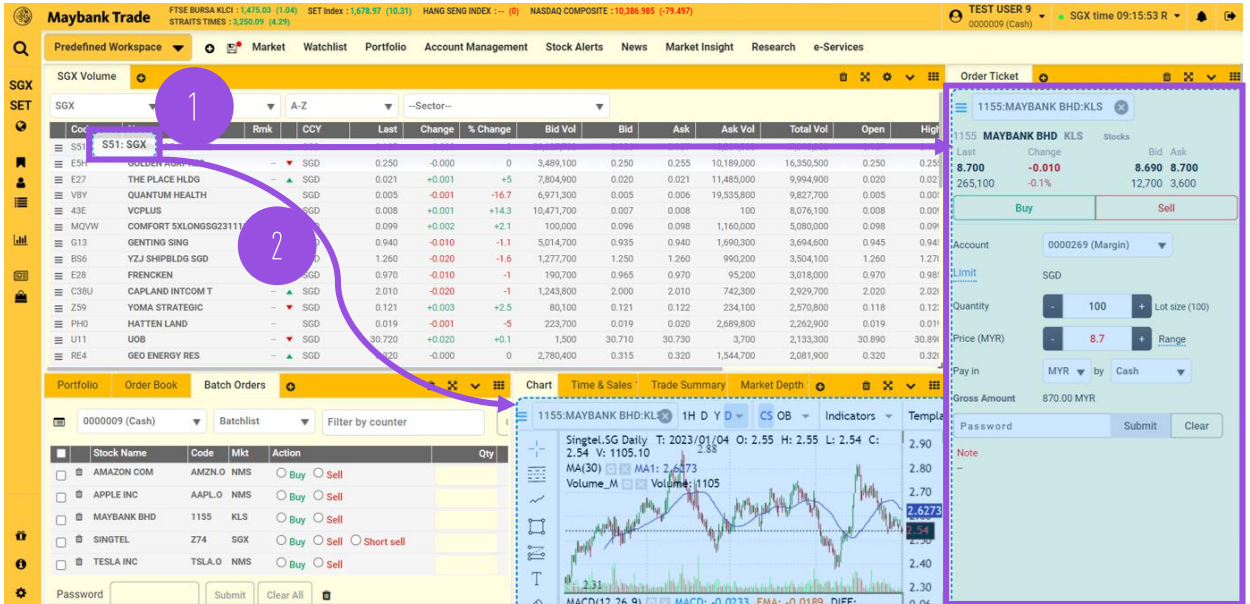 Maybank Trade
FTSE BURSA KLCI : 1,475.03 (1.04) SET Index : 1,678.97 (10.31) HANG SENG INDEX : -- (0) NASDAQ COMPOSITE : 10,386.985 (-79.497)
STRAITS TIMES : 3,250.09 (4.29)
TEST USER 9
0000009 (Cash)
SGX time 09:15:53 R
Predefined Workspace Market Watchlist Portfolio Account Management Stock Alerts News Market Insight Research e-Services
SGX
SET
SGX Volume
SGX A-Z --Sector--
1
Rmk CCY Last Change % Change Bid Vol Bid Ask Ask Vol Total Vol Open High
S51: SGX
E5H GOLDEN AGRI-RES – SGD 0.250 -0.000 0 3,489,100 0.250 0.255 10,189,000 16,350,500 0.250
E27 THE PLACE HLDG – SGD 0.021 +0.001 +5 7,804,900 0.020 0.021 11,485,000 9,994,900 0.020
V8Y QUANTUM HEALTH SGD 0.005 -0.001 -16.7 6,971,300 0.005 0.006 19,535,800 9,827,700 0.005
43E VCPLUS SGD 0.008 +0.001 +14.3 10,471,700 0.007 0.008 100 8,076,100 0.008
MQVW COMFORT 5XLONGSG2311 0.099 +0.002 +2.1 100,000 0.096 0.098 1,160,000 5,080,000 0.098
G13 GENTING SING 0.940 -0.010 -1.1 5,014,700 0.935 0.940 1,690,300 3,694,600 0.945
BS6 YZJ SHIPBLDG SGD 1.260 -0.020 -1.6 1,277,700 1.250 1.260 990,200 3,504,100 1.260
E28 FRENCKEN SGD 0.970 -0.010 -1 190,700 0.965 0.970 95,200 3,018,000 0.970
C38U CAPLAND INTCOM T – SGD 2.010 -0.020 -1 1,243,800 2.000 2.010 742,300 2,929,700 2.020
Z59 YOMA STRATEGIC – SGD 0.121 +0.003 +2.5 80,100 0.121 0.122 234,100 2,570,800 0.118
PH0 HATTEN LAND – SGD 0.019 -0.001 -5 223,700 0.019 0.020 2,689,800 2,262,900 0.019
U11 UOB – SGD 30.720 +0.020 +0.1 1,500 30.710 30.730 3,700 2,133,300 30.890
RE4 GEO ENERGY RES – SGD -0.000 0 2,780,400 0.315 0.320 1,544,700 2,081,900 0.320
2
Order Ticket
1155:MAYBANK BHD:KLS
1155 MAYBANK BHD KLS Stocks
Last Change Bid Ask
8.700 -0.010 8.690 8.700
265,100 -0.1% 12,700 3,600
Buy Sell
Account 0000269 (Margin)
Limit SGD
Quantity - 100 + Lot size (100)
Price (MYR) - 8.7 + Range
Pay in MYR by Cash
Gross Amount 870.00 MYR
Password Submit Clear
Note
--
Portfolio Order Book Batch Orders
0000009 (Cash) Batchlist Filter by counter
Stock Name Code Mkt Action Qty
AMAZON COM AMZN.O NMS Buy Sell
APPLE INC AAPL.O NMS Buy Sell
MAYBANK BHD 1155 KLS Buy Sell
SINGTEL Z74 SGX Buy Sell Short sell
TESLA INC TSLA.O NMS Buy Sell
Password Submit Clear All
Chart Time & Sales Trade Summary Market Depth
1155:MAYBANK BHD:KLS 1H D Y D CS OB Indicators Templa
Singtel.SG Daily T: 2023/01/04 O: 2.55 H: 2.55 L: 2.54 C:
2.54 V: 1105.10
2.88
MA(30) MA1: 2.6273
Volume_M Volume: 1105
2.90
2.80
2.70
2.6273
2.54
2.40
2.30
2.31
T
MACD(12,26,9) MACD: -0.0233 EMA: -0.0189 DIFF: